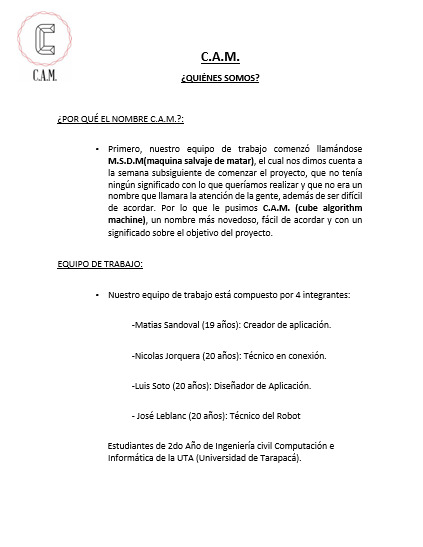 C.A.M.
C.A.M.
¿QUIÉNES SOMOS?
¿POR QUÉ EL NOMBRE C.A.M.?:
• Primero, nuestro equipo de trabajo comenzó llamándose
M.S.D.M(maquina salvaje de matar), el cual nos dimos cuenta a
la semana subsiguiente de comenzar el proyecto, que no tenía
ningún significado con lo que queríamos realizar y que no era un
nombre que llamara la atención de la gente, además de ser difícil
de acordar. Por lo que le pusimos C.A.M. (cube algorithm
machine), un nombre más novedoso, fácil de acordar y con un
significado sobre el objetivo del proyecto.
EQUIPO DE TRABAJO:
• Nuestro equipo de trabajo está compuesto por 4 integrantes:
-Matias Sandoval (19 años): Creador de aplicación.
-Nicolas Jorquera (20 años): Técnico en conexión.
-Luis Soto (20 años): Diseñador de Aplicación.
- José Leblanc (20 años): Técnico del Robot
Estudiantes de 2do Año de Ingeniería civil Computación e
Informática de la UTA (Universidad de Tarapacá).